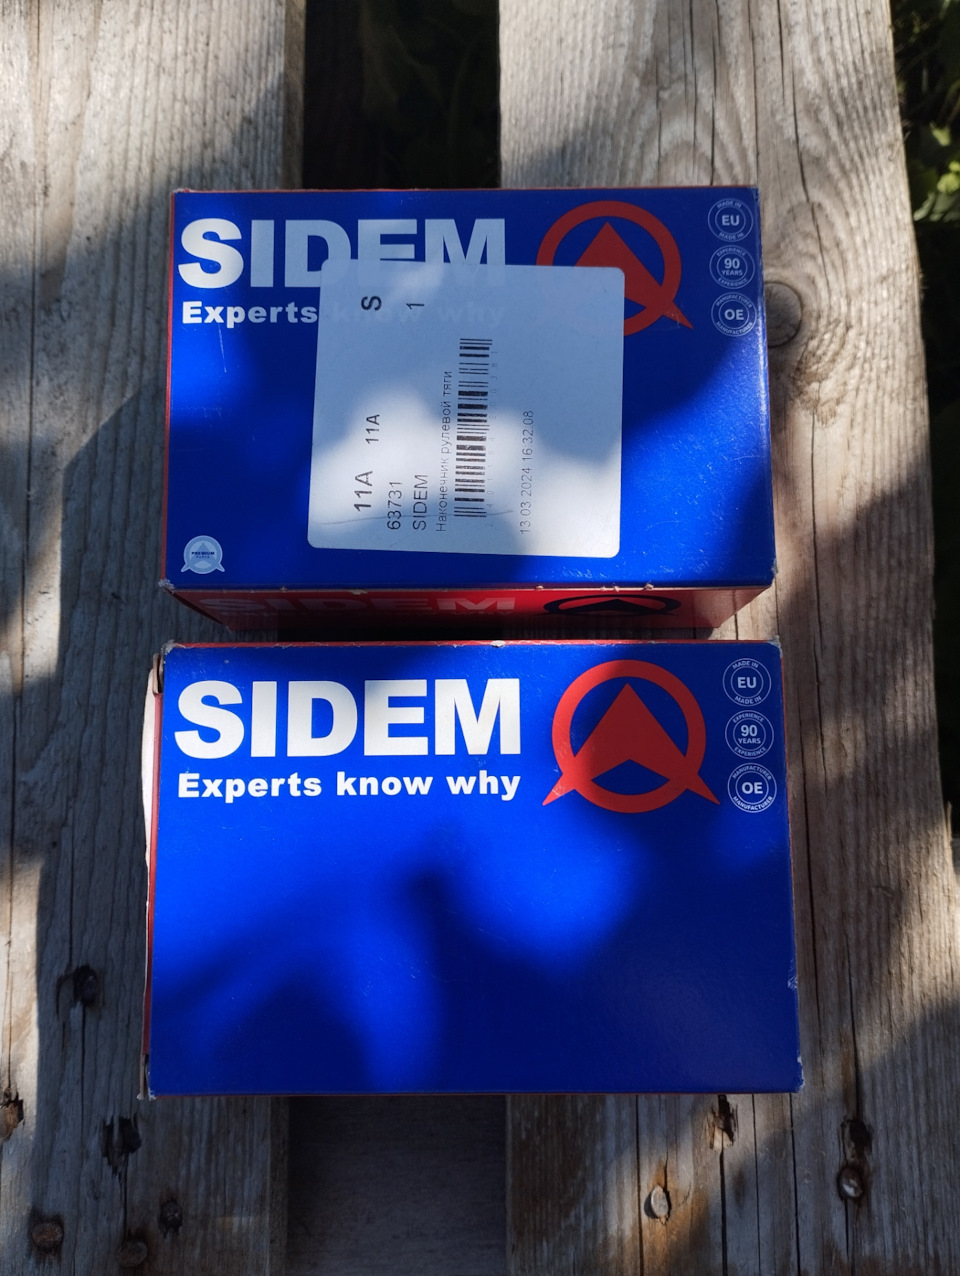 SIDEM
Experts know why
MADE IN
EU
MADE IN
EXPERIENCE
90
YEARS
EXPERIENCE
MANUFACTURER
OE
MANUFACTURER
S
1
11A
11A
63731
SIDEM
Наконечник рулевой тяги
13.03.2024 16:32:08
PREMIUM
SIDEM
SIDEM
Experts know why
MADE IN
EU
MADE IN
EXPERIENCE
90
YEARS
EXPERIENCE
MANUFACTURER
OE
MANUFACTURER